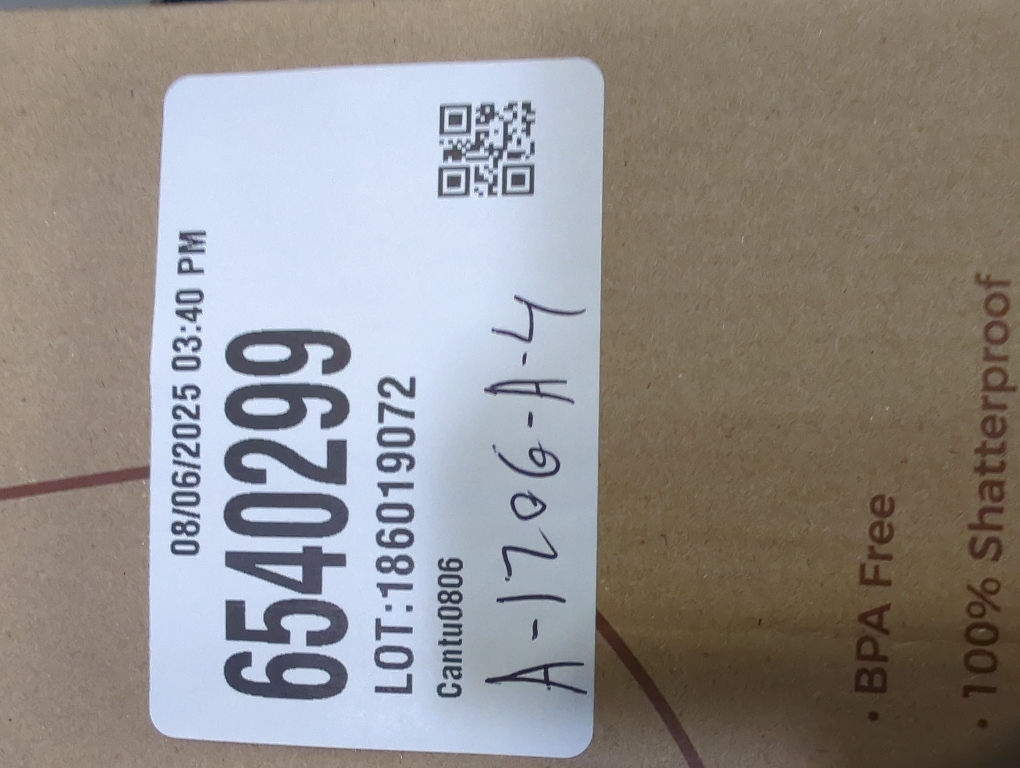 08/06/2025 03:40 PM
6540299
LOT:186019072
Cantu0806
A-1206-A-4
• BPA Free
• 100% Shatterproof